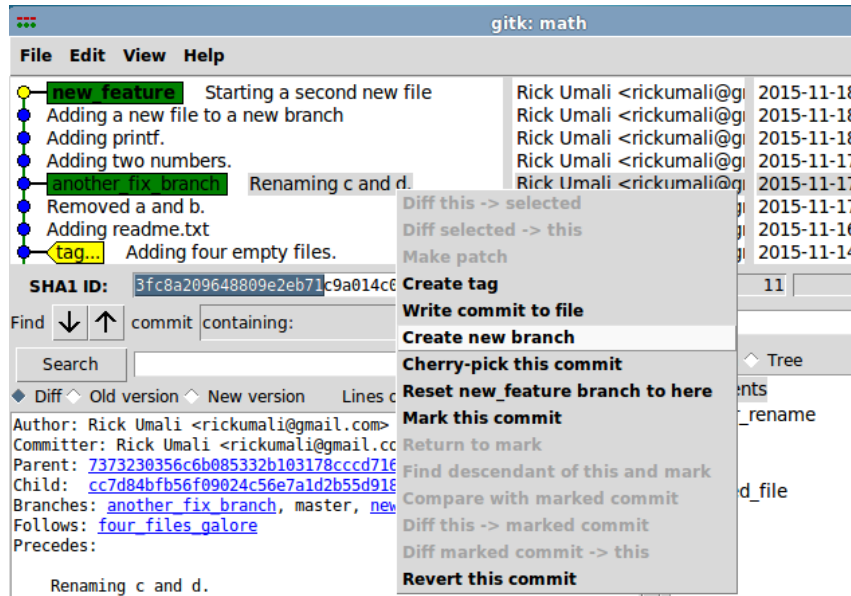 gitk: math
File Edit View Help
new_feature Starting a second new file Rick Umali <rickumali@g 2015-11-18
Adding a new file to a new branch Rick Umali <rickumali@g 2015-11-18
Adding printf. Rick Umali <rickumali@g 2015-11-18
Adding two numbers. Rick Umali <rickumali@g 2015-11-17
another_fix_branch Renaming c and d. Rick Umali <rickumali@g 2015-11-17
Removed a and b. 2015-11-17
Adding readme.txt 2015-11-16
tag... Adding four empty files. 2015-11-14
Diff this -> selected
Diff selected -> this
Make patch
Create tag
Write commit to file
Create new branch
Cherry-pick this commit
Reset new_feature branch to here
Mark this commit
Return to mark
Find descendant of this and mark
Compare with marked commit
Diff this -> marked commit
Diff marked commit -> this
Revert this commit
SHA1 ID: 3fc8a209648809e2eb71c9a014c0 11
Find commit containing:
Search Tree
Diff Old version New version Lines
Author: Rick Umali <rickumali@gmail.com>
Committer: Rick Umali <rickumali@gmail.co
Parent: 7373230356c6b085332b103178cccd716
Child: cc7d84bfb56f09024c56e7a1d2b55d918
Branches: another_fix_branch, master, new
Follows: four_files_galore
Precedes:
Renaming c and d.
ents
r_rename
ed_file